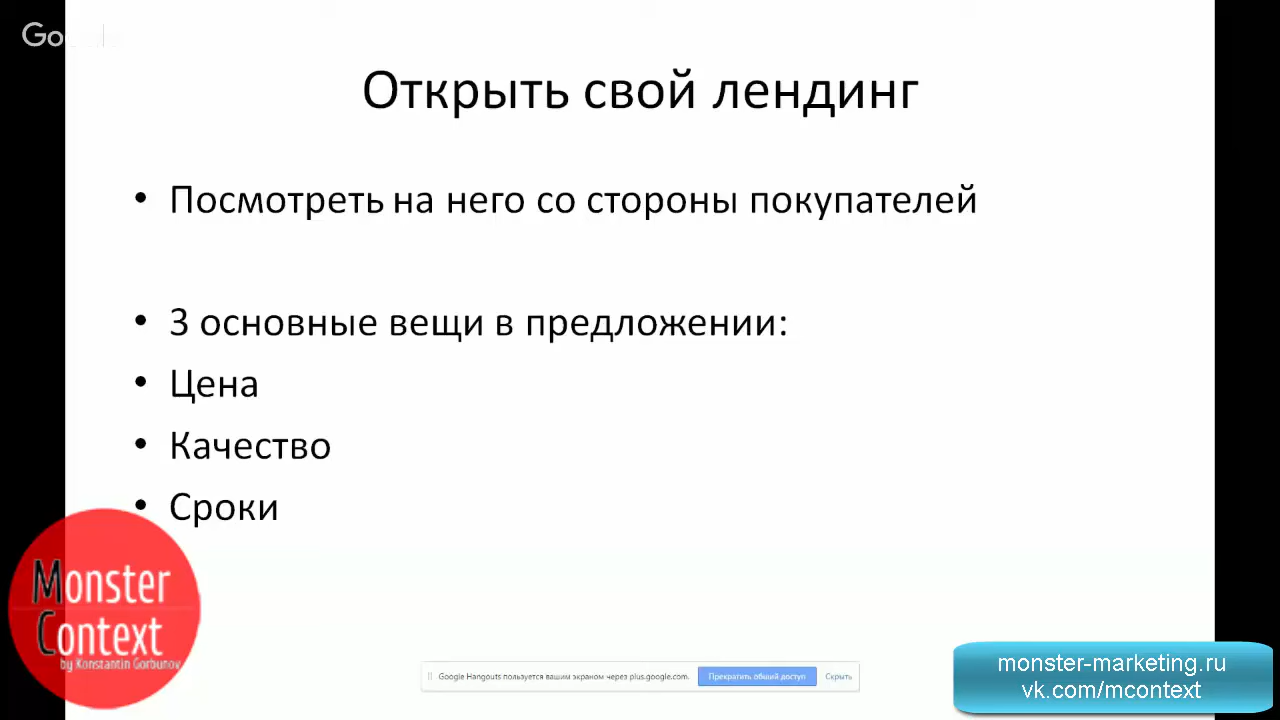 Открыть свой лендинг
• Посмотреть на него со стороны покупателей
• 3 основные вещи в предложении:
• Цена
• Качество
• Сроки
Monster
Context
by Konstantin Gorbunov
Google Hangouts пользуется вашим экраном через plus.google.com. Прекратить общий доступ Скрыть
monster-marketing.ru
vk.com/mcontext